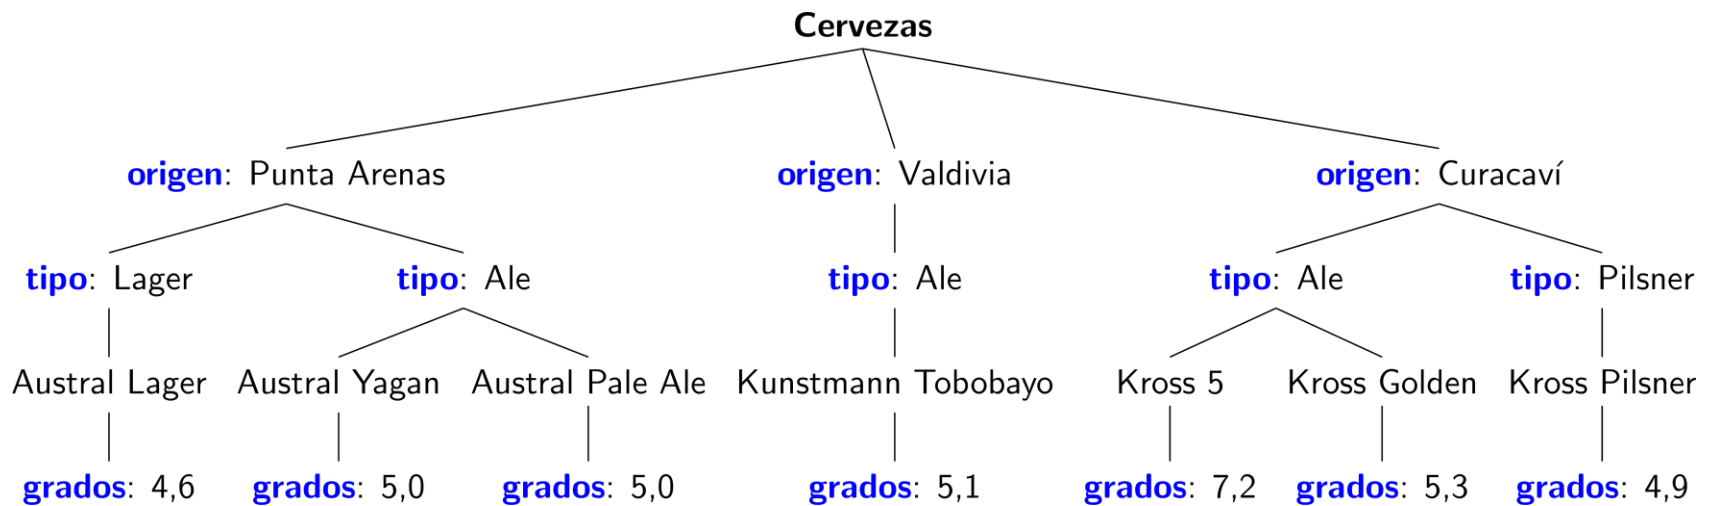 Cervezas
origen: Punta Arenas origen: Valdivia origen: Curacaví
tipo: Lager tipo: Ale tipo: Ale tipo: Ale tipo: Pilsner
Austral Lager Austral Yagan Austral Pale Ale Kunstmann Tobobayo Kross 5 Kross Golden Kross Pilsner
grados: 4,6 grados: 5,0 grados: 5,0 grados: 5,1 grados: 7,2 grados: 5,3 grados: 4,9